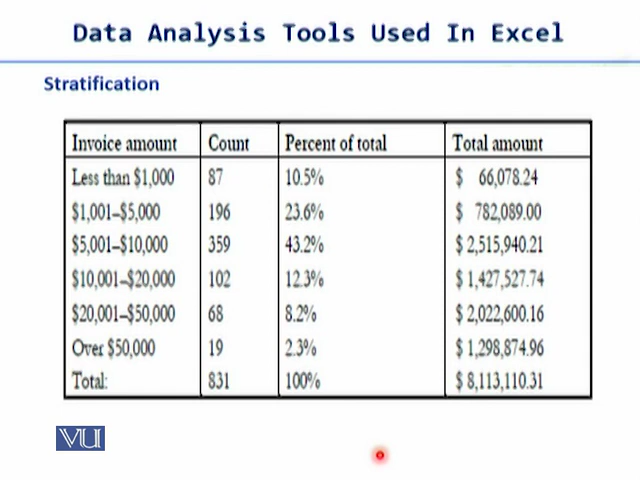 Data Analysis Tools Used In Excel
Stratification
Invoice amount Count Percent of total Total amount
Less than $1,000 87 10.5% $ 66,078.24
$1,001–$5,000 196 23.6% $ 782,089.00
$5,001–$10,000 359 43.2% $ 2,515,940.21
$10,001–$20,000 102 12.3% $ 1,427,527.74
$20,001–$50,000 68 8.2% $ 2,022,600.16
Over $50,000 19 2.3% $ 1,298,874.96
Total: 831 100% $ 8,113,110.31
VU